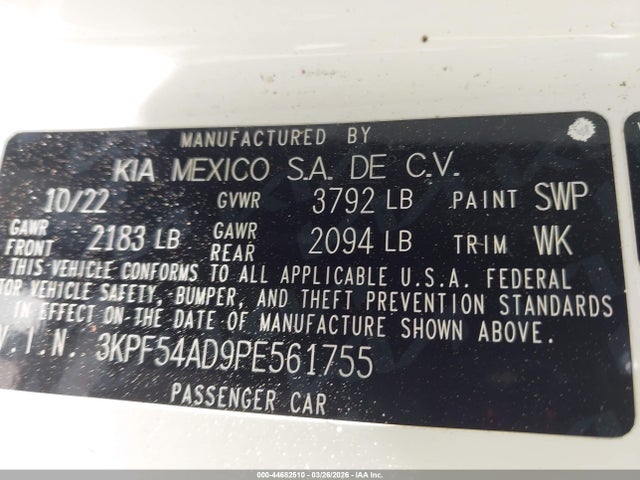 MANUFACTURED BY
KIA MEXICO S.A. DE C.V.
10/22 GVWR 3792 LB PAINT SWP
GAWR FRONT 2183 LB GAWR REAR 2094 LB TRIM WK
THIS VEHICLE CONFORMS TO ALL APPLICABLE U.S.A. FEDERAL
TOR VEHICLE SAFETY, BUMPER, AND THEFT PREVENTION STANDARDS
IN EFFECT ON THE DATE OF MANUFACTURE SHOWN ABOVE.
V.I.N. 3KPF54AD9PE561755
PASSENGER CAR
000-44682510 - 03/26/2026 - IAAI - Copyright